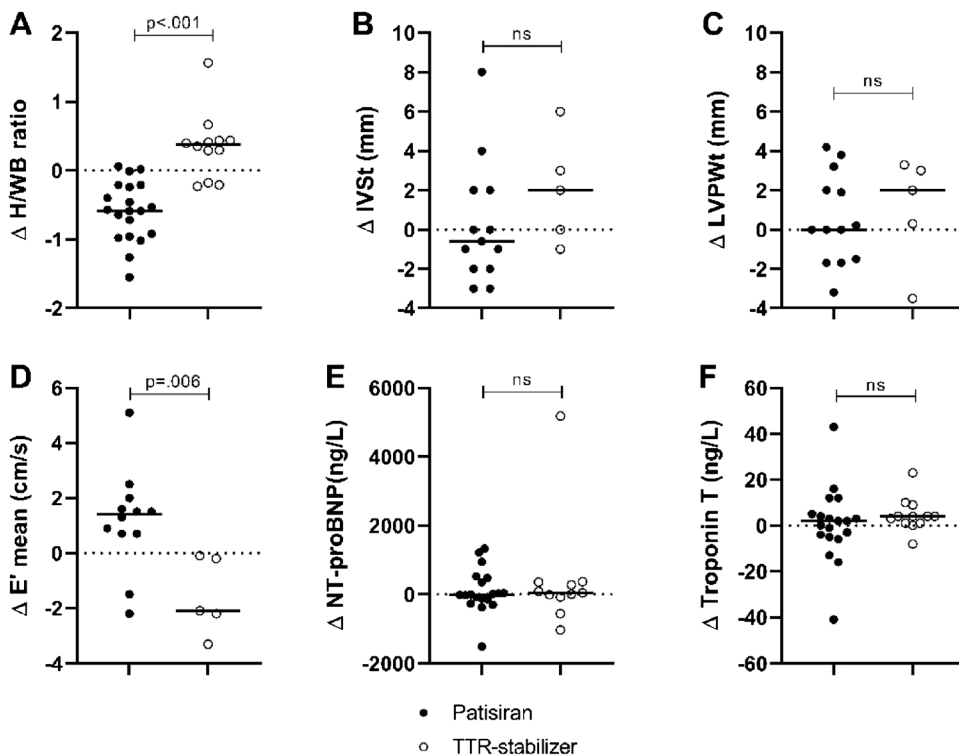 A
p<.001
Δ H/WB ratio
2
1
0
-1
-2
B
ns
Δ IVSt (mm)
10
8
6
4
2
0
-2
-4
C
ns
Δ LVPWt (mm)
10
8
6
4
2
0
-2
-4
D
p=.006
Δ E' mean (cm/s)
6
4
2
0
-2
-4
E
ns
Δ NT-proBNP(ng/L)
6000
4000
2000
0
-2000
F
ns
Δ Troponin T (ng/L)
60
40
20
0
-20
-40
-60
Patisiran
TTR-stabilizer